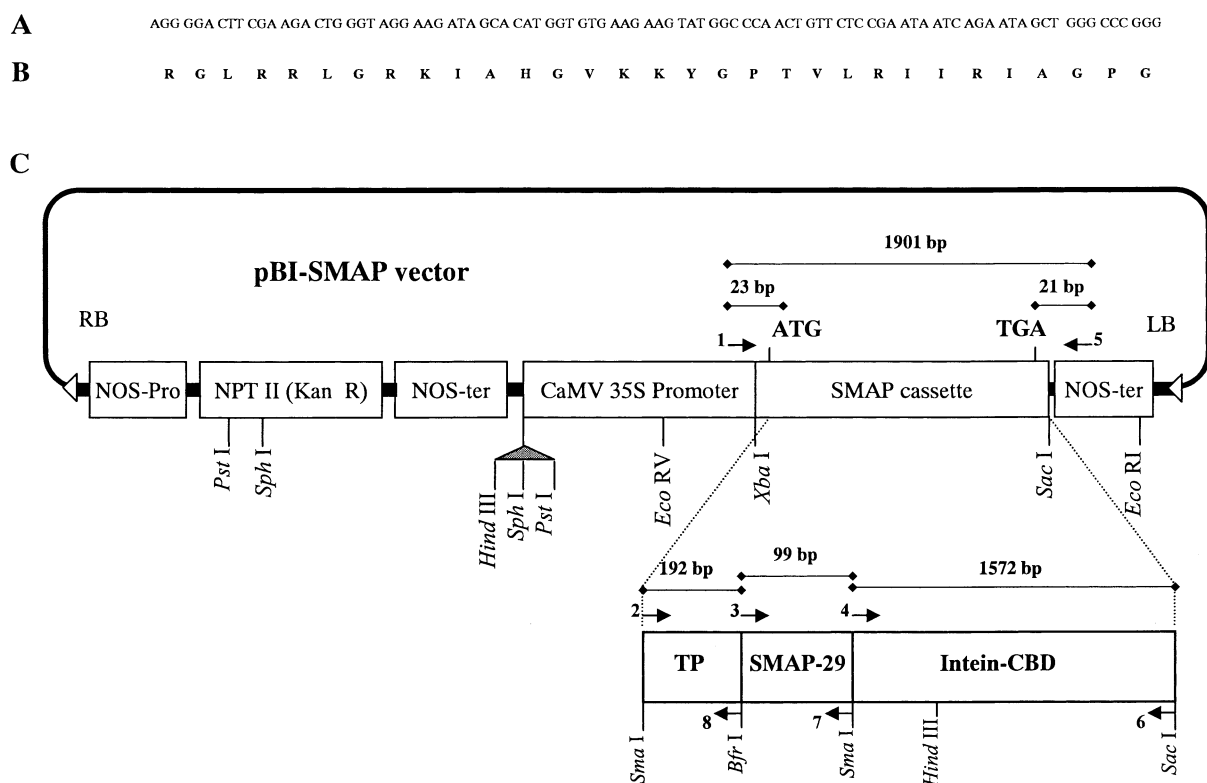 A AGG GGA CTT CGA AGA CTG GGT AGG AAG ATA GCA CAT GGT GTG AAG AAG TAT GGC CCA ACT GTT CTC CGA ATA ATC AGA ATA GCT GGG CCC GGG
B R G L R R L G R K I A H G V K K Y G P T V L R I I R I A G P G
C
1901 bp
pBI-SMAP vector
23 bp 21 bp
RB ATG TGA LB
1 5
NOS-Pro NPT II (Kan R) NOS-ter CaMV 35S Promoter SMAP cassette NOS-ter
Pst I Sph I Hind III Sph I Pst I Eco RV Xba I Sac I Eco RI
192 bp 99 bp 1572 bp
2 3 4
TP SMAP-29 Intein-CBD
8 7 6
Sma I Bfr I Sma I Hind III Sac I